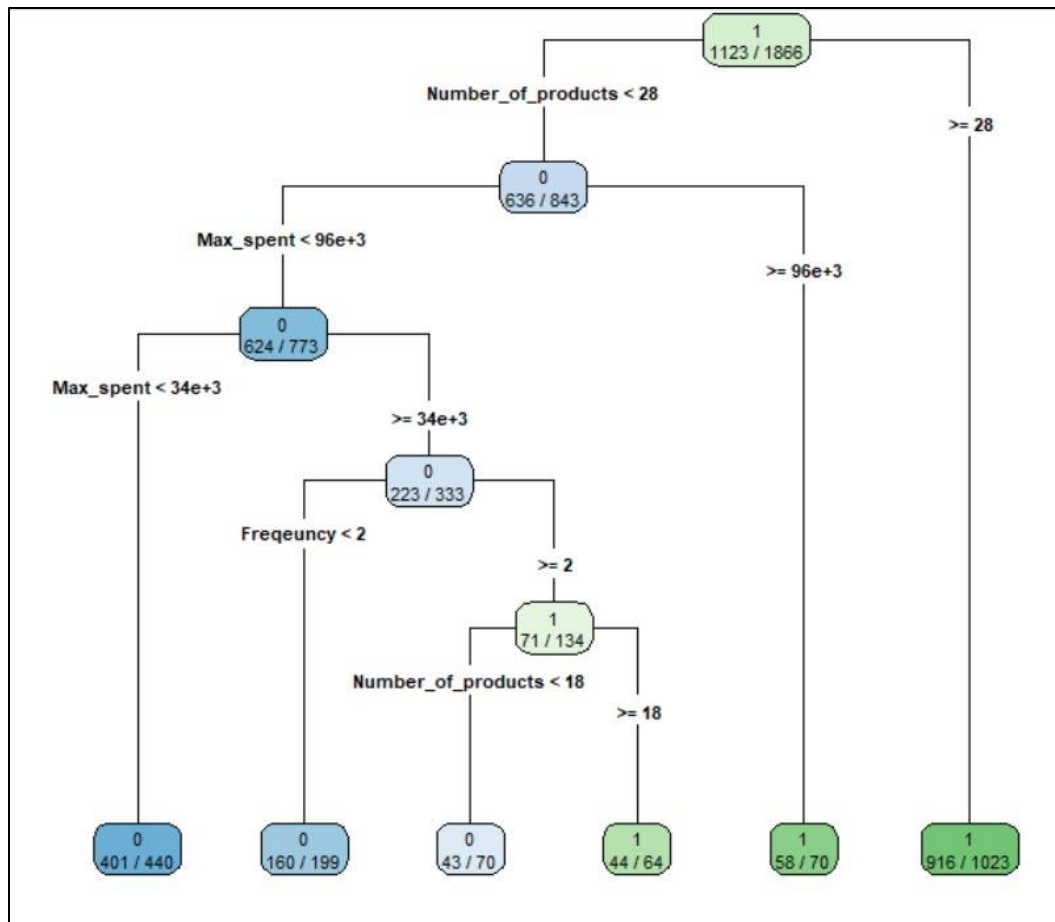 1
1123 / 1866
Number_of_products < 28
>= 28
0
636 / 843
Max_spent < 96e+3
>= 96e+3
0
624 / 773
Max_spent < 34e+3
>= 34e+3
0
223 / 333
Freqeuncy < 2
>= 2
1
71 / 134
Number_of_products < 18
>= 18
0
401 / 440
0
160 / 199
0
43 / 70
1
44 / 64
1
58 / 70
1
916 / 1023